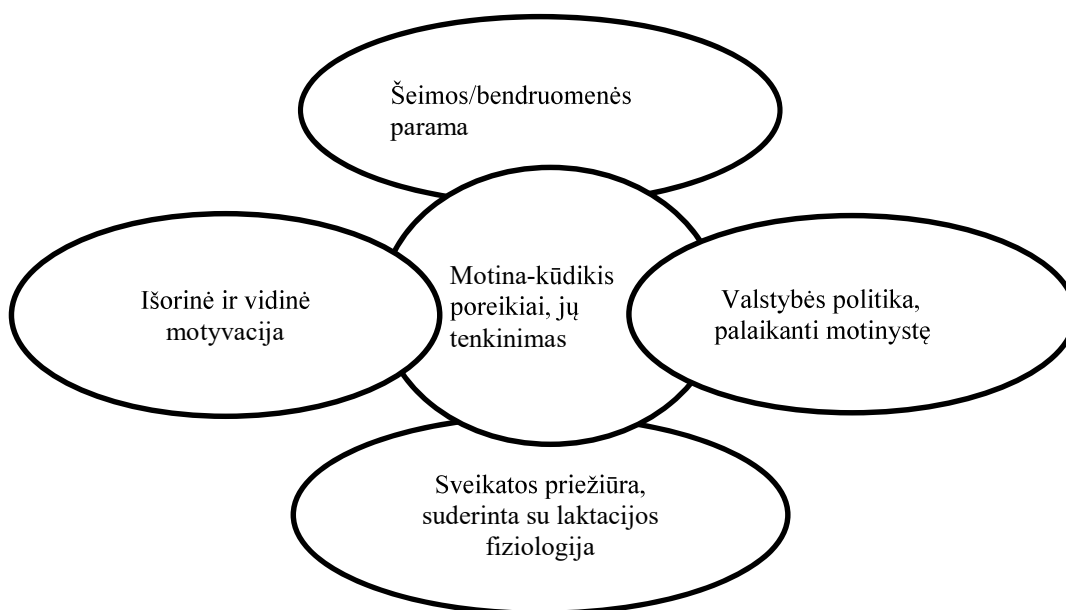 Šeimos/bendruomenės
parama
Išorinė ir vidinė
motyvacija
Motina-kūdikis
poreikiai, jų
tenkinimas
Valstybės politika,
palaikanti motinystę
Sveikatos priežiūra,
suderinta su laktacijos
fiziologija